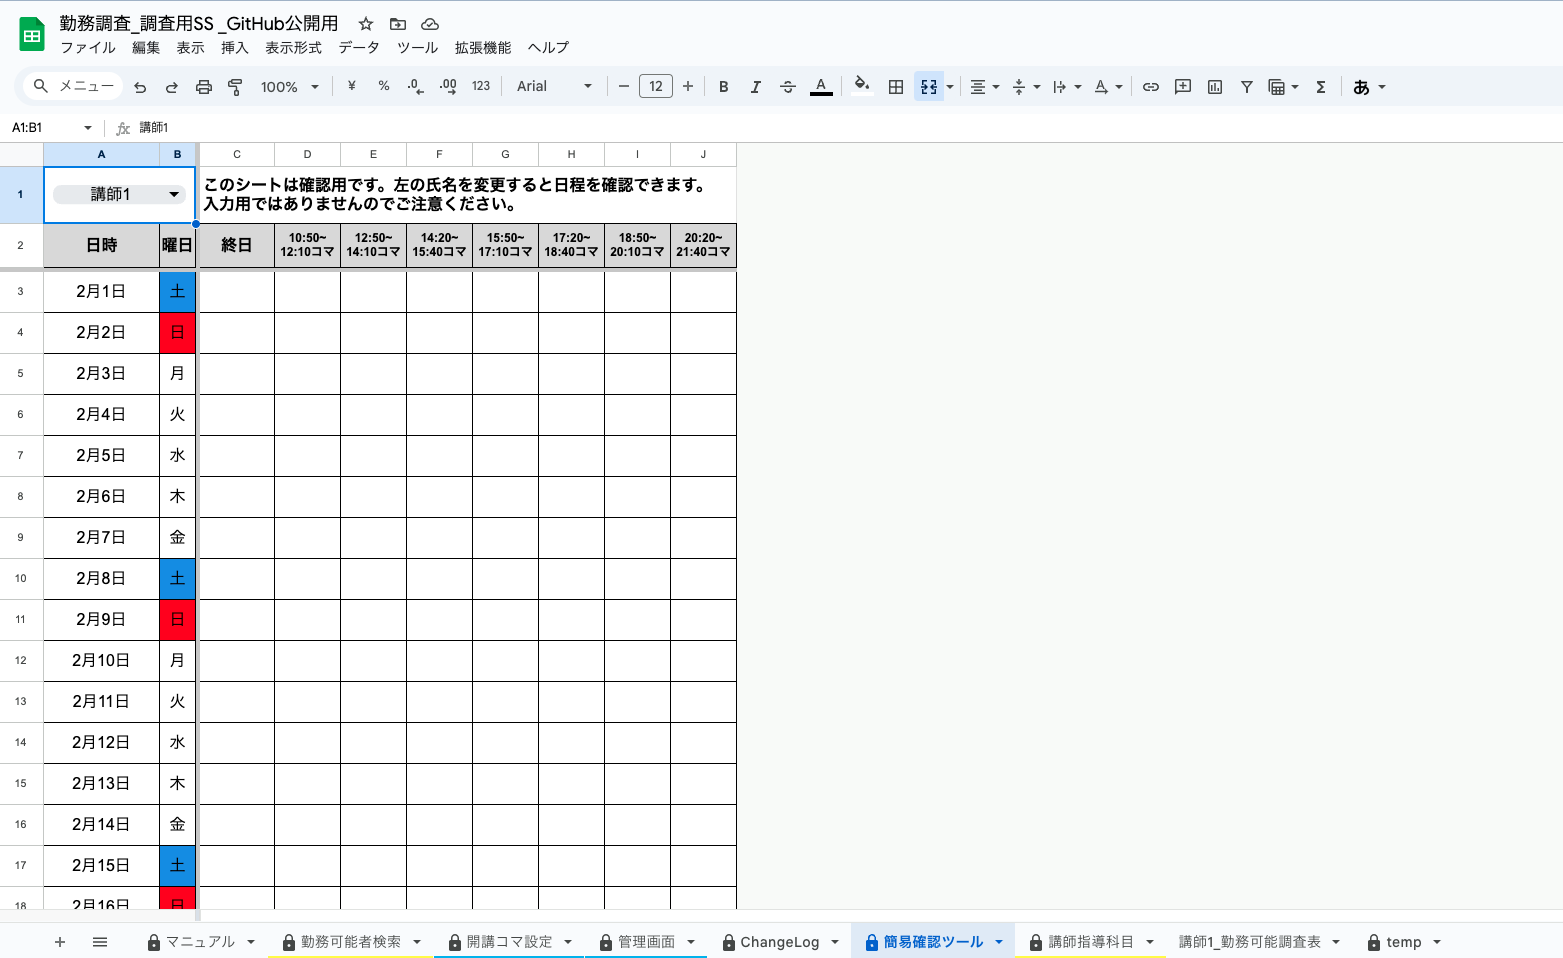 勤務調査_調査用SS _GitHub公開用
ファイル 編集 表示 挿入 表示形式 データ ツール 拡張機能 ヘルプ
メニュー 100% ¥ % .0 .00 123 Arial 12 B I A あ
A1:B1 fx 講師1
A B C D E F G H I J
1 講師1 このシートは確認用です。左の氏名を変更すると日程を確認できます。
入力用ではありませんのでご注意ください。
2 日時 曜日 終日 10:50~ 12:50~ 14:20~ 15:50~ 17:20~ 18:50~ 20:20~
12:10コマ 14:10コマ 15:40コマ 17:10コマ 18:40コマ 20:10コマ 21:40コマ
3 2月1日 土
4 2月2日 日
5 2月3日 月
6 2月4日 火
7 2月5日 水
8 2月6日 木
9 2月7日 金
10 2月8日 土
11 2月9日 日
12 2月10日 月
13 2月11日 火
14 2月12日 水
15 2月13日 木
16 2月14日 金
17 2月15日 土
18 2月16日 日
マニュアル 勤務可能者検索 開講コマ設定 管理画面 ChangeLog 簡易確認ツール 講師指導科目 講師1_勤務可能調査表 temp